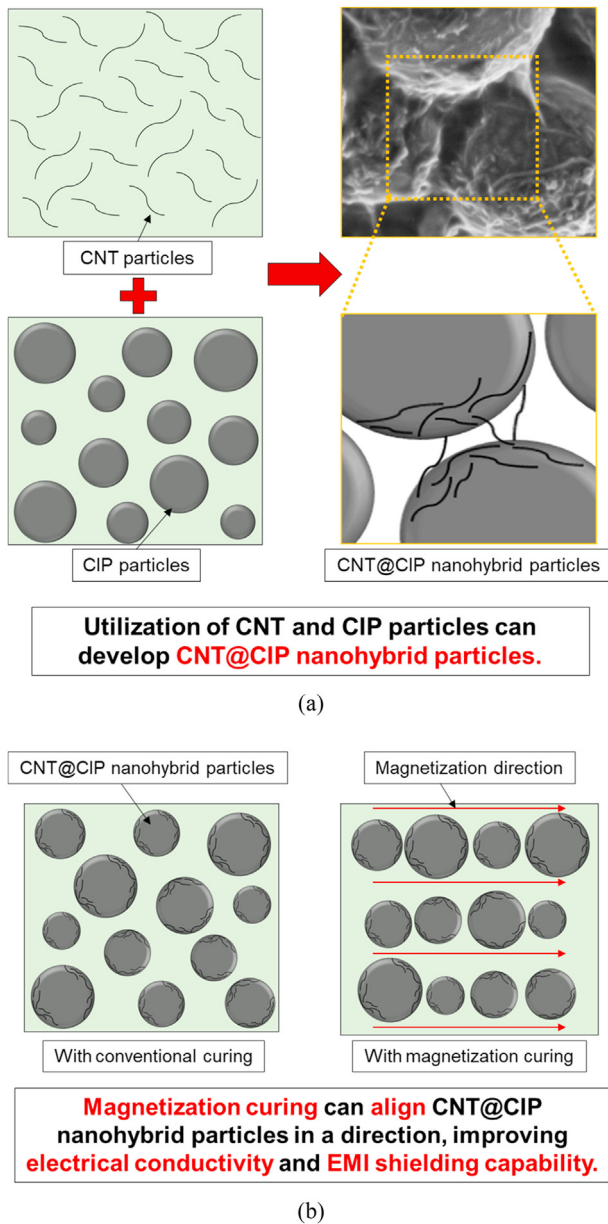 CNT particles
CIP particles
CNT@CIP nanohybrid particles
Utilization of CNT and CIP particles can
develop CNT@CIP nanohybrid particles.
(a)
CNT@CIP nanohybrid particles
Magnetization direction
With conventional curing
With magnetization curing
Magnetization curing can align CNT@CIP
nanohybrid particles in a direction, improving
electrical conductivity and EMI shielding capability.
(b)